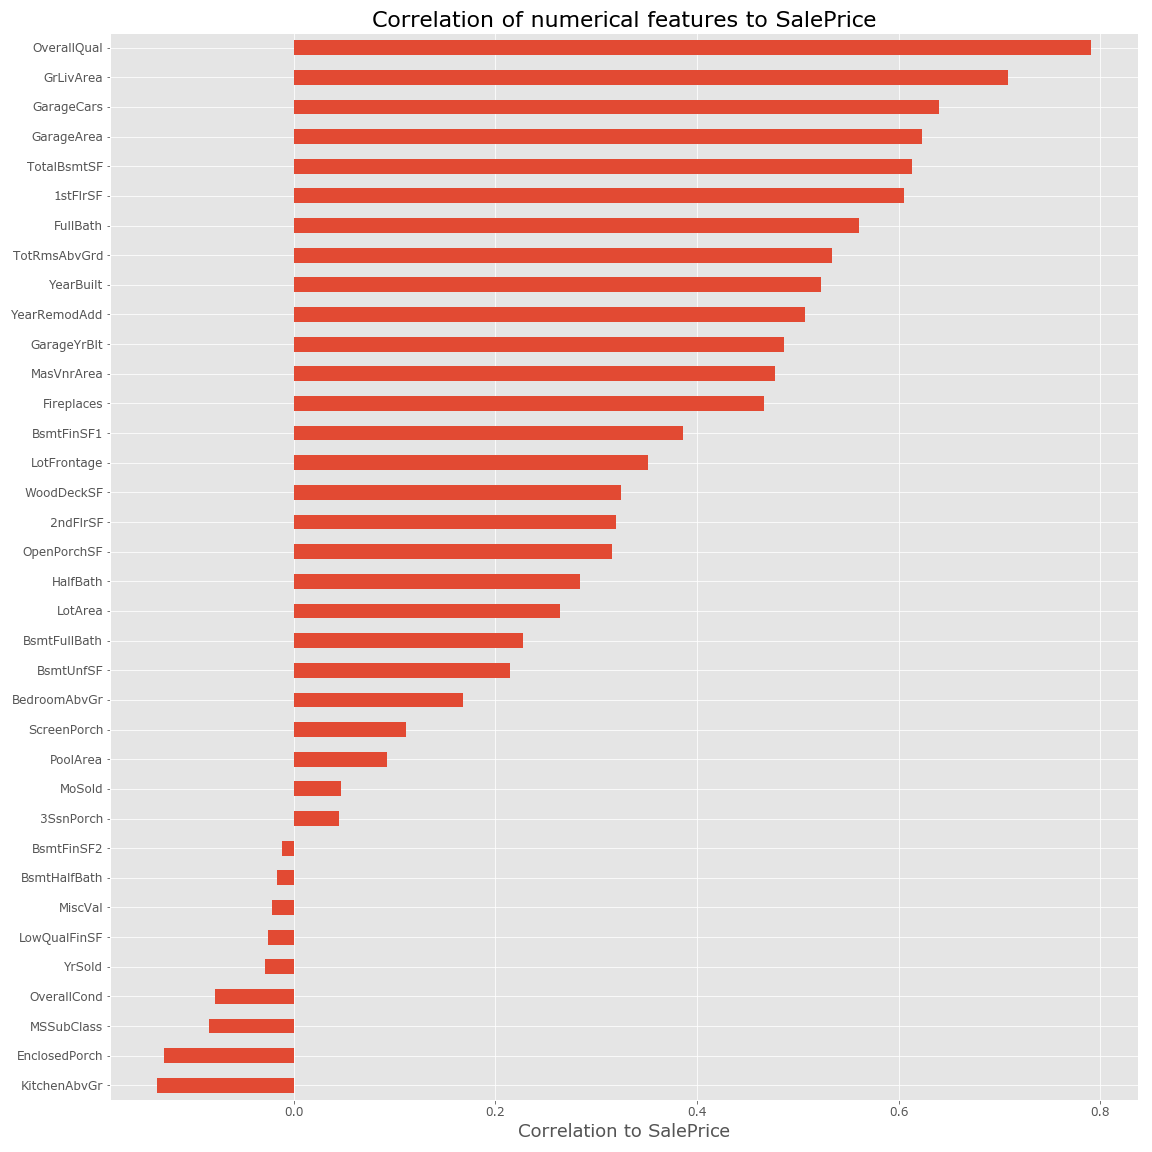 Correlation of numerical features to SalePrice
OverallQual
GrLivArea
GarageCars
GarageArea
TotalBsmtSF
1stFlrSF
FullBath
TotRmsAbvGrd
YearBuilt
YearRemodAdd
GarageYrBlt
MasVnrArea
Fireplaces
BsmtFinSF1
LotFrontage
WoodDeckSF
2ndFlrSF
OpenPorchSF
HalfBath
LotArea
BsmtFullBath
BsmtUnfSF
BedroomAbvGr
ScreenPorch
PoolArea
MoSold
3SsnPorch
BsmtFinSF2
BsmtHalfBath
MiscVal
LowQualFinSF
YrSold
OverallCond
MSSubClass
EnclosedPorch
KitchenAbvGr
0.0 0.2 0.4 0.6 0.8
Correlation to SalePrice